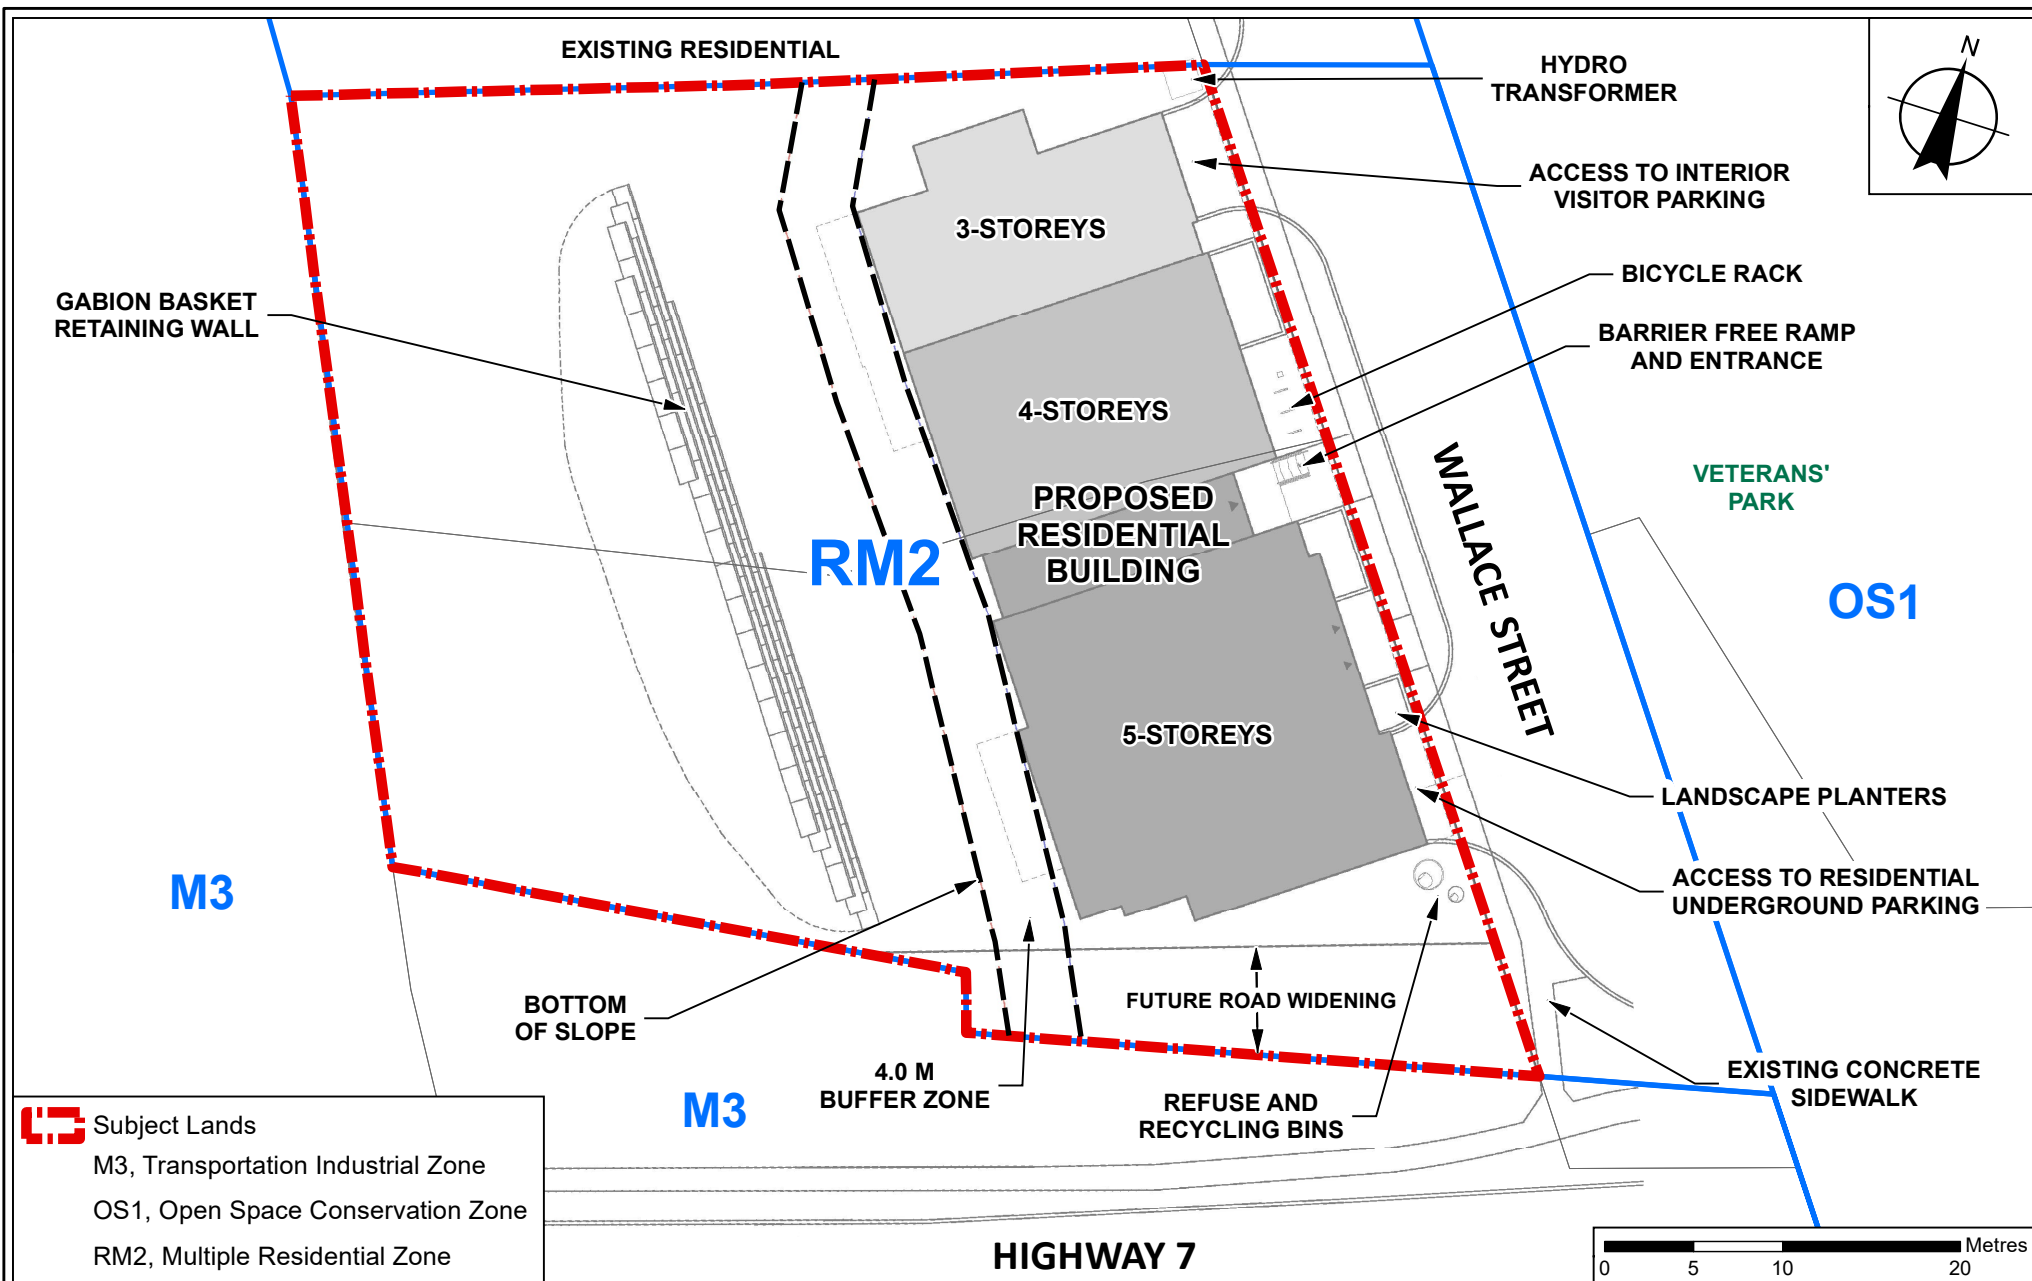 EXISTING RESIDENTIAL
HYDRO
TRANSFORMER
N
ACCESS TO INTERIOR
VISITOR PARKING
3-STOREYS
BICYCLE RACK
GABION BASKET
RETAINING WALL
BARRIER FREE RAMP
AND ENTRANCE
4-STOREYS
WALLACE STREET
VETERANS'
PARK
PROPOSED
RESIDENTIAL
BUILDING
RM2
OS1
5-STOREYS
LANDSCAPE PLANTERS
M3
ACCESS TO RESIDENTIAL
UNDERGROUND PARKING
BOTTOM
OF SLOPE
FUTURE ROAD WIDENING
4.0 M
BUFFER ZONE
EXISTING CONCRETE
SIDEWALK
M3
REFUSE AND
RECYCLING BINS
Subject Lands
M3, Transportation Industrial Zone
OS1, Open Space Conservation Zone
RM2, Multiple Residential Zone
HIGHWAY 7
Metres
0 5 10 20